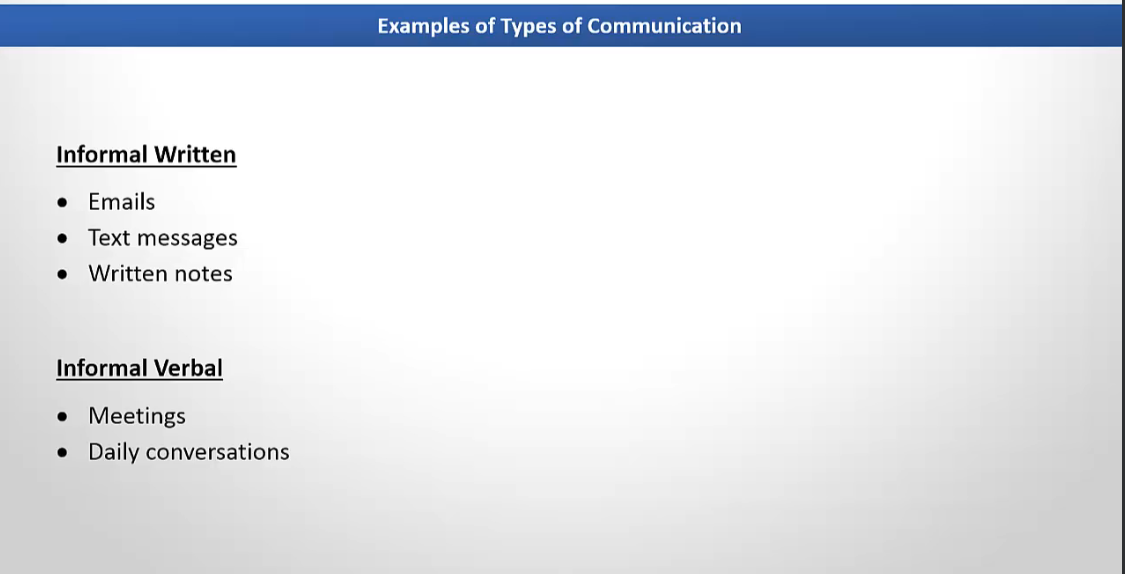 Examples of Types of Communication
Informal Written
• Emails
• Text messages
• Written notes
Informal Verbal
• Meetings
• Daily conversations